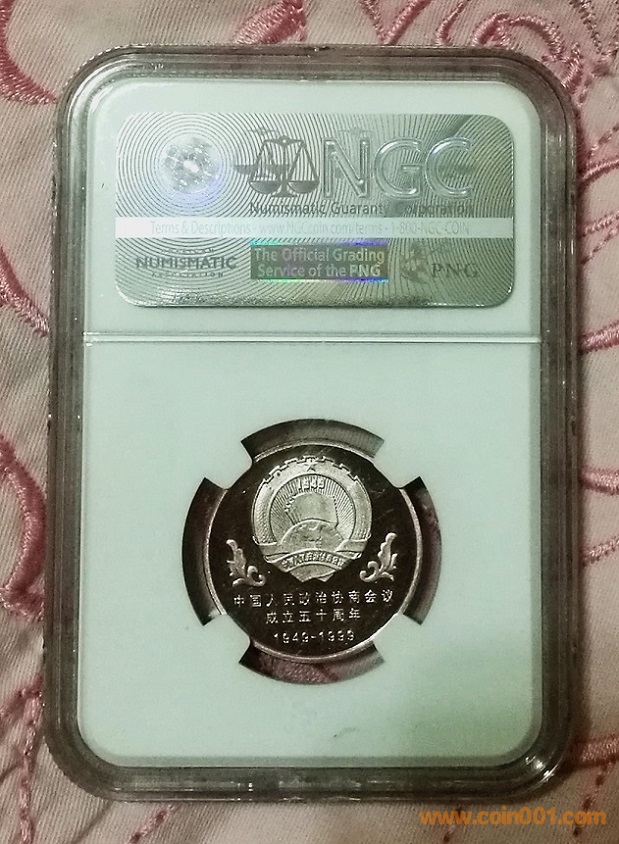 NGC
Numismatic Guaranty Corporation
Terms & Descriptions - www.NGCcoin.com/terms - 1-800-NGC-COIN
NUMISMATIC
ASSOCIATION
The Official Grading
Service of the PNG
PNG
1949
中国人民政治协商会议
成立五十周年
1949-1999
www.coin001.com